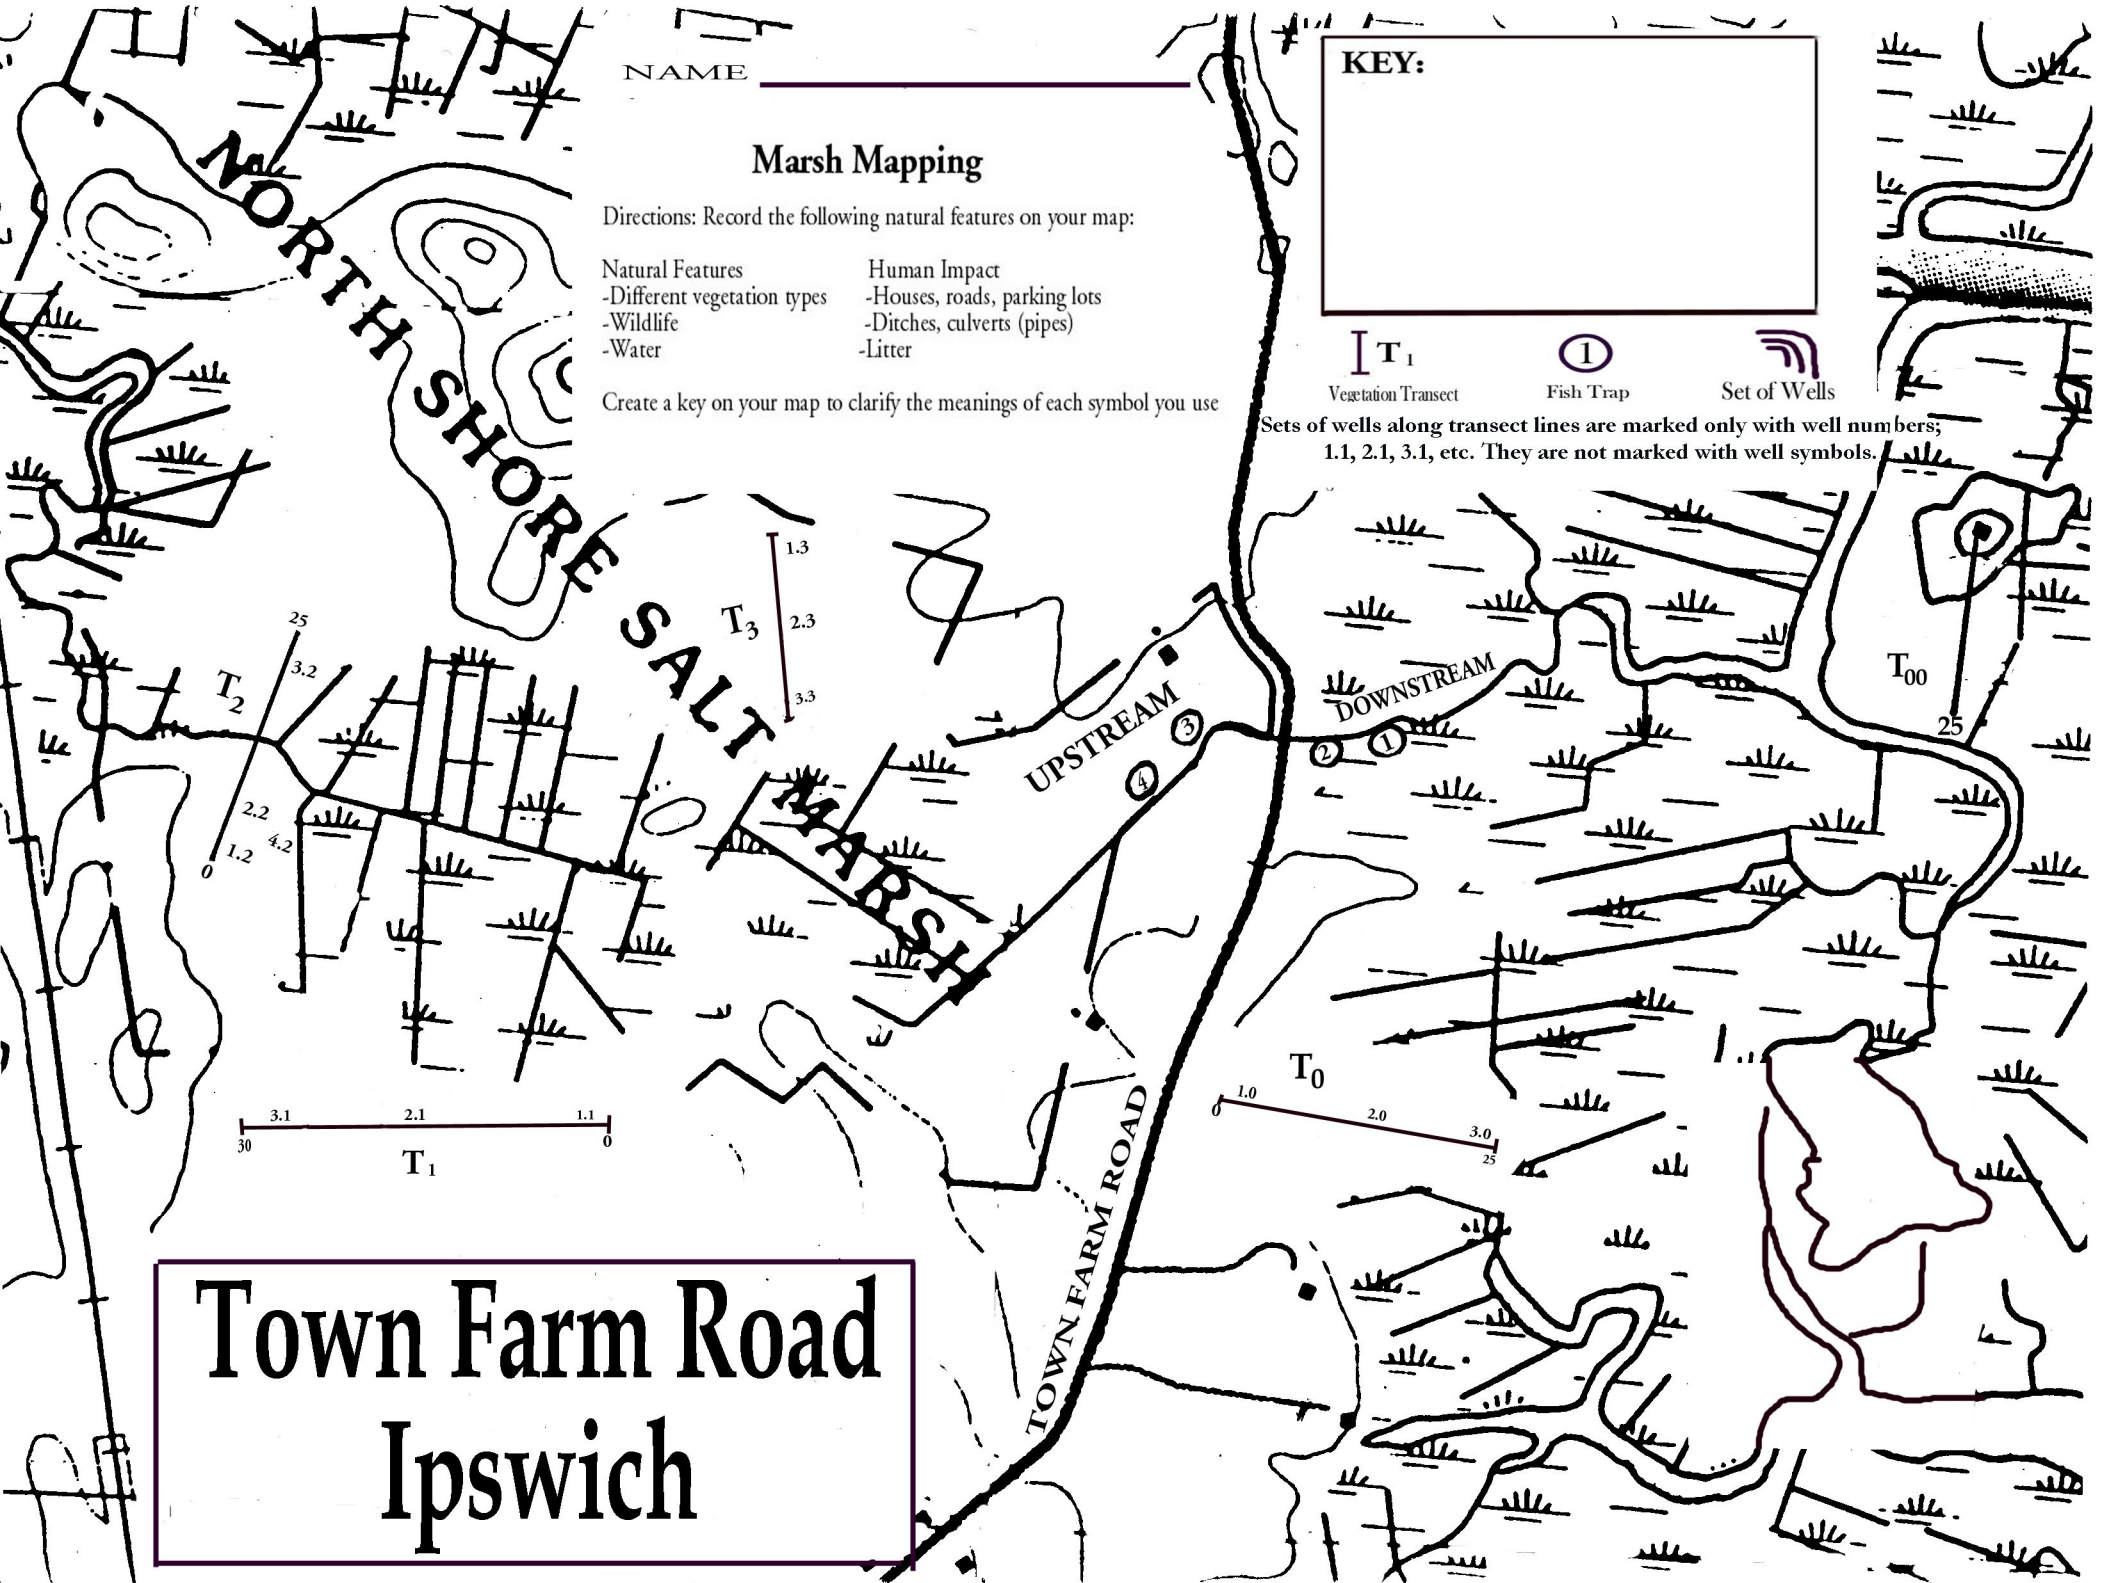 NAME
KEY:
Marsh Mapping
Directions: Record the following natural features on your map:
Natural Features
-Different vegetation types
-Wildlife
-Water
Human Impact
-Houses, roads, parking lots
-Ditches, culverts (pipes)
-Litter
Create a key on your map to clarify the meanings of each symbol you use
T 1
Vegetation Transect
1
Fish Trap
Set of Wells
Sets of wells along transect lines are marked only with well numbers;
1.1, 2.1, 3.1, etc. They are not marked with well symbols.
NORTH SHORE SALT MARSH
T3
1.3
2.3
3.3
T2
25
3.2
2.2
1.2
4.2
0
UPSTREAM
3
4
DOWNSTREAM
2
1
T00
25
T0
0
1.0
2.0
3.0
25
3.1
2.1
1.1
30
0
T 1
TOWN FARM ROAD
Town Farm Road
Ipswich